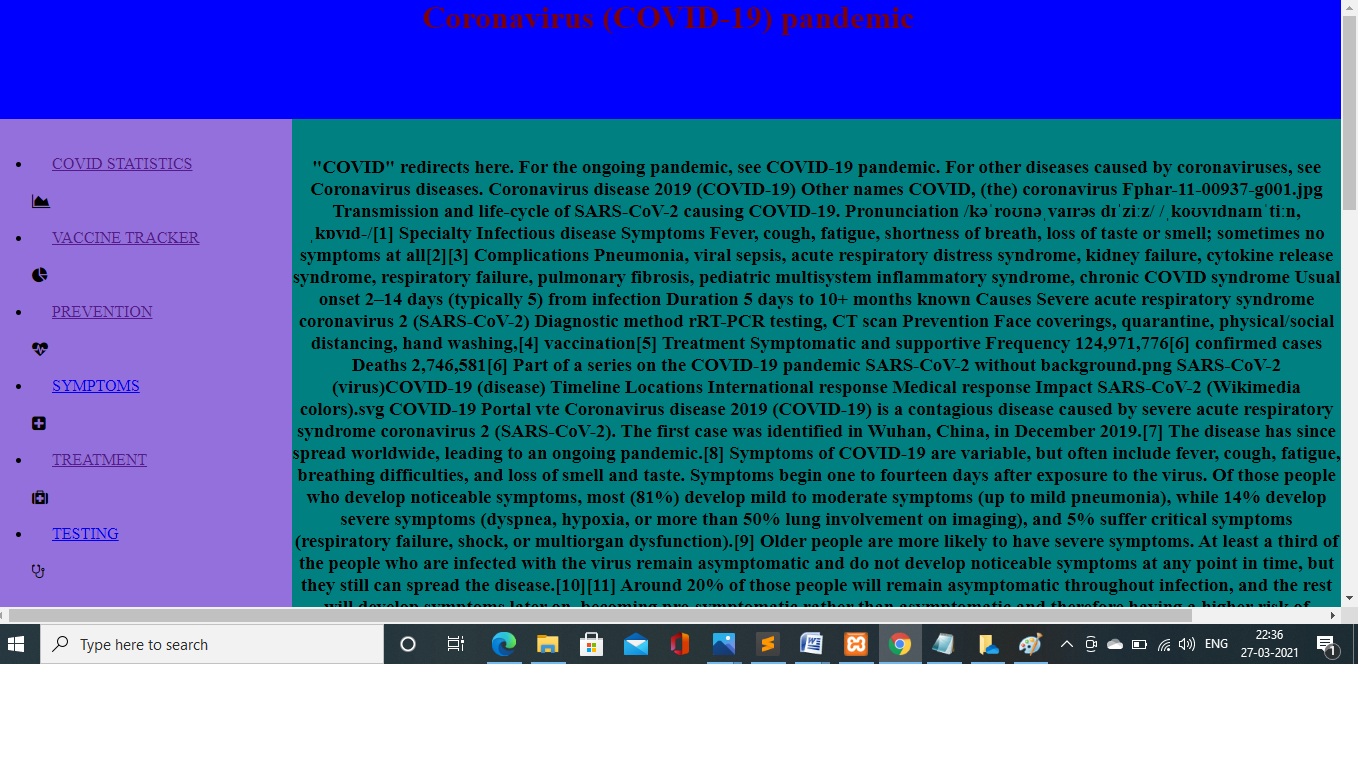 Coronavirus (COVID-19) pandemic
COVID STATISTICS
VACCINE TRACKER
PREVENTION
SYMPTOMS
TREATMENT
TESTING
"COVID" redirects here. For the ongoing pandemic, see COVID-19 pandemic. For other diseases caused by coronaviruses, see
Coronavirus diseases. Coronavirus disease 2019 (COVID-19) Other names COVID, (the) coronavirus Fphar-11-00937-g001.jpg
Transmission and life-cycle of SARS-CoV-2 causing COVID-19. Pronunciation /kəˈroʊnəˌvaɪrəs dɪˈziːz/ /ˌkoʊvɪdnaɪnˈtiːn,
ˌkɒvɪd-/[1] Specialty Infectious disease Symptoms Fever, cough, fatigue, shortness of breath, loss of taste or smell; sometimes no
symptoms at all[2][3] Complications Pneumonia, viral sepsis, acute respiratory distress syndrome, kidney failure, cytokine release
syndrome, respiratory failure, pulmonary fibrosis, pediatric multisystem inflammatory syndrome, chronic COVID syndrome Usual
onset 2–14 days (typically 5) from infection Duration 5 days to 10+ months known Causes Severe acute respiratory syndrome
coronavirus 2 (SARS-CoV-2) Diagnostic method rRT-PCR testing, CT scan Prevention Face coverings, quarantine, physical/social
distancing, hand washing,[4] vaccination[5] Treatment Symptomatic and supportive Frequency 124,971,776[6] confirmed cases
Deaths 2,746,581[6] Part of a series on the COVID-19 pandemic SARS-CoV-2 without background.png SARS-CoV-2
(virus)COVID-19 (disease) Timeline Locations International response Medical response Impact SARS-CoV-2 (Wikimedia
colors).svg COVID-19 Portal vte Coronavirus disease 2019 (COVID-19) is a contagious disease caused by severe acute respiratory
syndrome coronavirus 2 (SARS-CoV-2). The first case was identified in Wuhan, China, in December 2019.[7] The disease has since
spread worldwide, leading to an ongoing pandemic.[8] Symptoms of COVID-19 are variable, but often include fever, cough, fatigue,
breathing difficulties, and loss of smell and taste. Symptoms begin one to fourteen days after exposure to the virus. Of those people
who develop noticeable symptoms, most (81%) develop mild to moderate symptoms (up to mild pneumonia), while 14% develop
severe symptoms (dyspnea, hypoxia, or more than 50% lung involvement on imaging), and 5% suffer critical symptoms
(respiratory failure, shock, or multiorgan dysfunction).[9] Older people are more likely to have severe symptoms. At least a third of
the people who are infected with the virus remain asymptomatic and do not develop noticeable symptoms at any point in time, but
they still can spread the disease.[10][11] Around 20% of those people will remain asymptomatic throughout infection, and the rest
will develop symptoms later on, becoming pre-symptomatic rather than asymptomatic and therefore having a higher risk of
Type here to search
ENG
22:36
27-03-2021
1